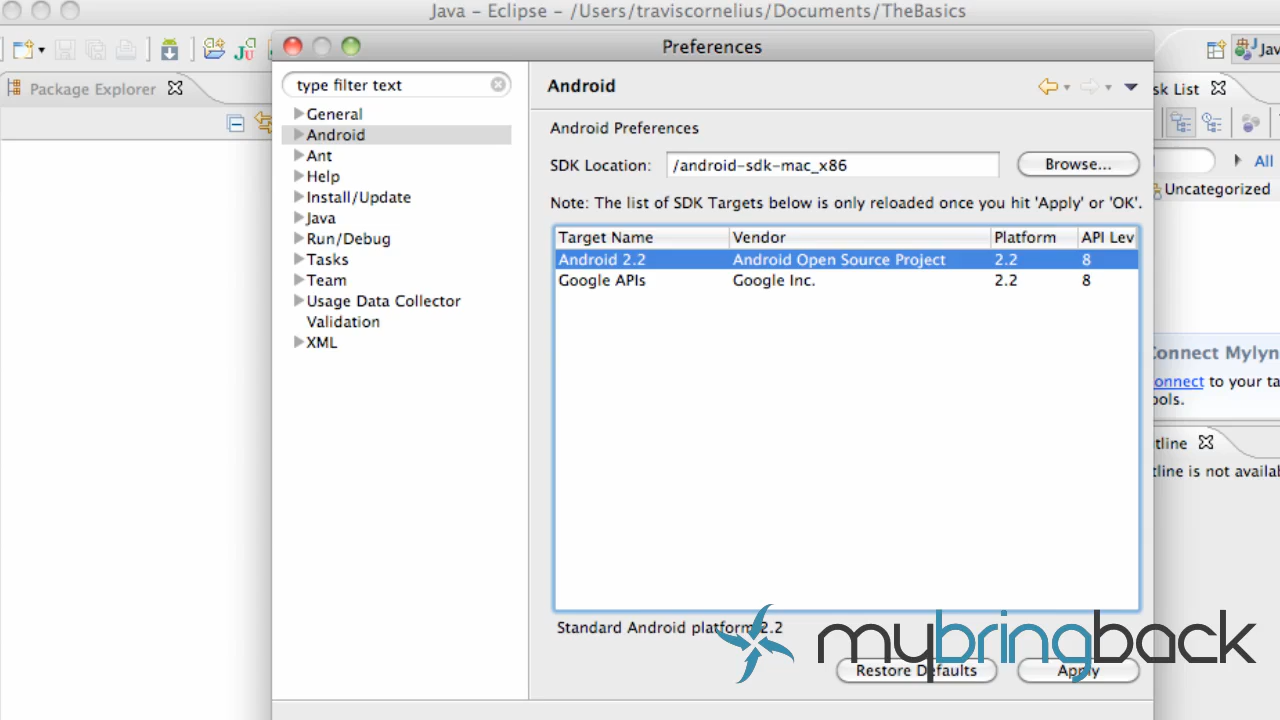 Java – Eclipse – /Users/traviscornelius/Documents/TheBasics
Preferences
Java
Package Explorer
type filter text
General
Android
Ant
Help
Install/Update
Java
Run/Debug
Tasks
Team
Usage Data Collector
Validation
XML
Android
Android Preferences
SDK Location: /android-sdk-mac_x86 Browse...
Note: The list of SDK Targets below is only reloaded once you hit 'Apply' or 'OK'.
Target Name Vendor Platform API Lev
Android 2.2 Android Open Source Project 2.2 8
Google APIs Google Inc. 2.2 8
Standard Android platform 2.2
Restore Defaults Apply
sk List
All
Uncategorized
Connect Mylyn
onnect to your ta
ols.
tline
tline is not availab
mybringback